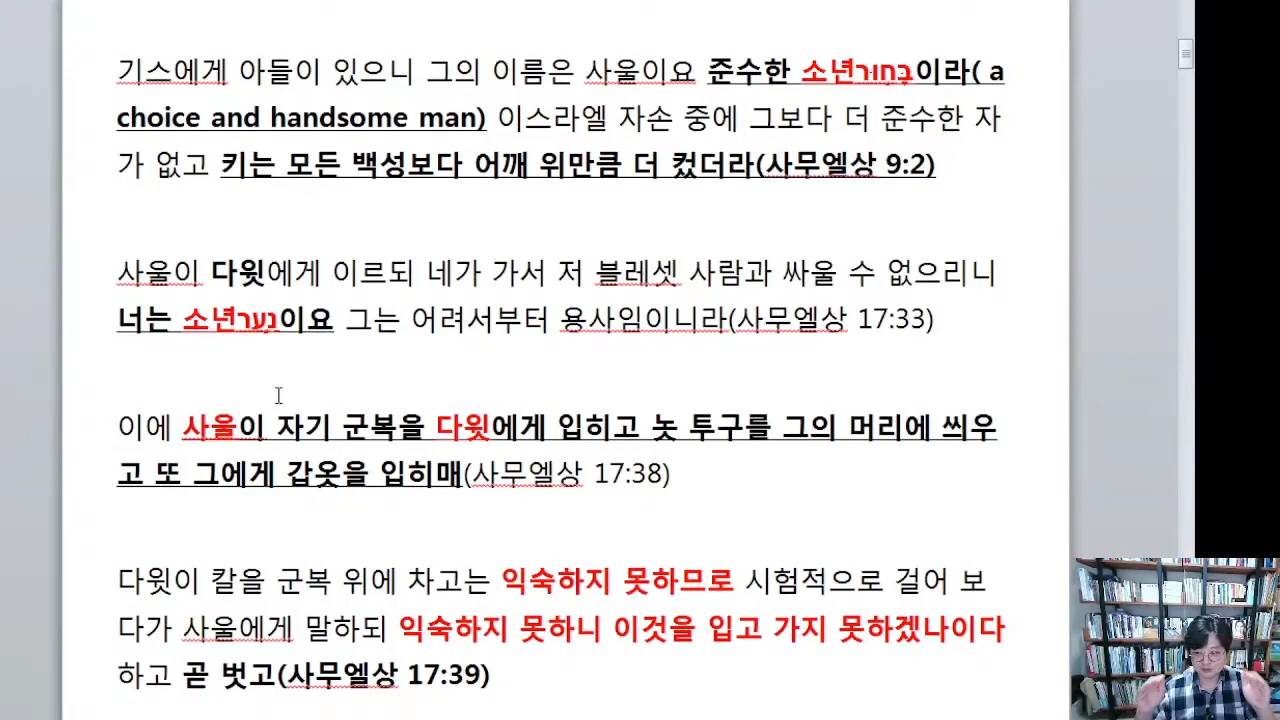 기스에게 아들이 있으니 그의 이름은 사울이요 준수한 소년בָּחוּר이라( a
choice and handsome man) 이스라엘 자손 중에 그보다 더 준수한 자
가 없고 키는 모든 백성보다 어깨 위만큼 더 컸더라(사무엘상 9:2)
사울이 다윗에게 이르되 네가 가서 저 블레셋 사람과 싸울 수 없으리니
너는 소년נַעַר이요 그는 어려서부터 용사임이니라(사무엘상 17:33)
이에 사울이 자기 군복을 다윗에게 입히고 놋 투구를 그의 머리에 씌우
고 또 그에게 갑옷을 입히매(사무엘상 17:38)
다윗이 칼을 군복 위에 차고는 익숙하지 못하므로 시험적으로 걸어 보
다가 사울에게 말하되 익숙하지 못하니 이것을 입고 가지 못하겠나이다
하고 곧 벗고(사무엘상 17:39)